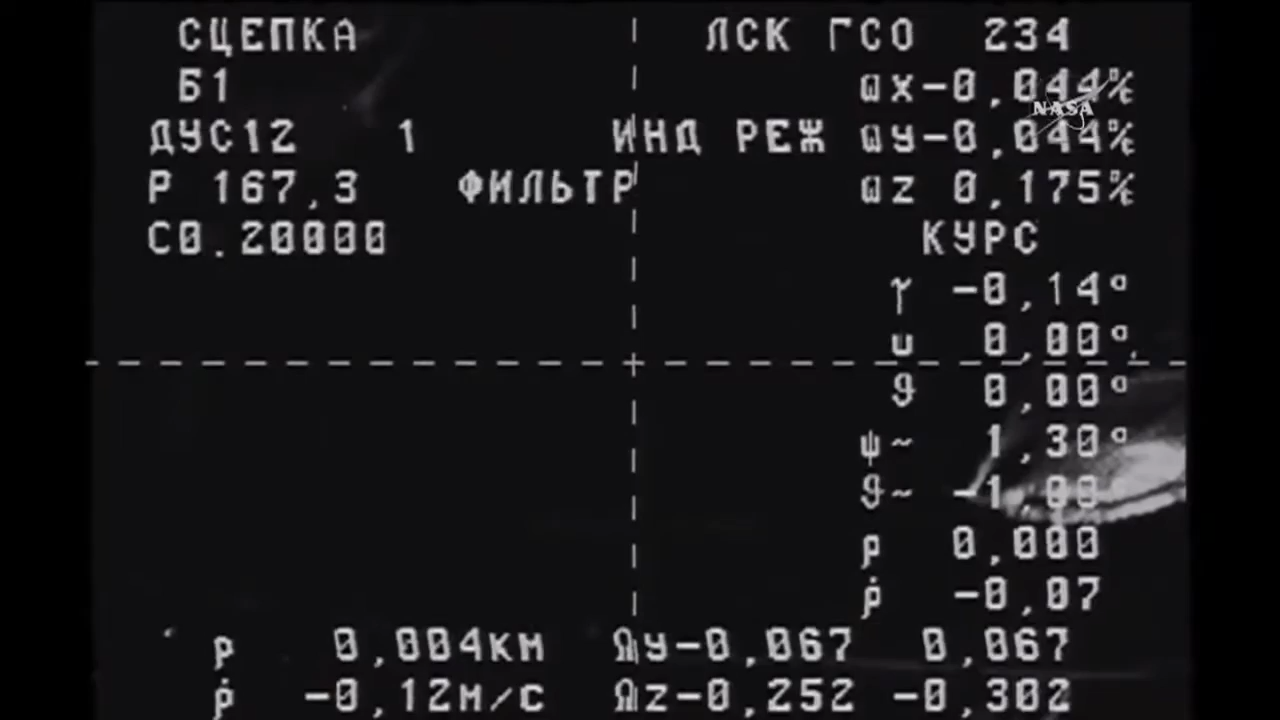 СЦЕПКА ЛСК ГСО 234
Б1 ωx-0,044°/с
NASA
ДУС12 1 ИНД РЕЖ ωу-0,044°/с
Р 167,3 ФИЛЬТР ωz 0,175°/с
С0.20000 КУРС
γ -0,14°
u 0,00°
ϑ 0,00°
ψ~ 1,30°
ϑ~ -1,00
ρ 0,000
ρ̇ -0,07
ρ 0,004км Ωу-0,067 0,067
ρ̇ -0,12м/с Ωz-0,252 -0,302